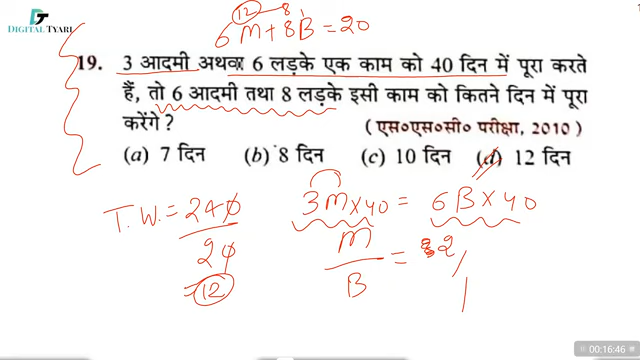 DIGITAL TYARI
12 8
6M+8B=20
19. 3 आदमी अथवा 6 लड़के एक काम को 40 दिन में पूरा करते
हैं, तो 6 आदमी तथा 8 लड़के इसी काम को कितने दिन में पूरा
करेंगे ?
(एस०एस०सी० परीक्षा, 2010)
(a) 7 दिन (b) 8 दिन (c) 10 दिन (d) 12 दिन
T.W. = 240
20
=12
3M×40 = 6B×40
M/B = 2/1
00:16:46